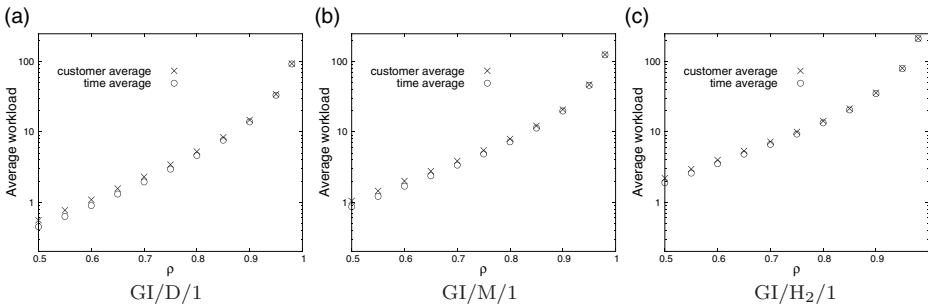 (a)
100
10
1
Average workload
customer average
time average
0.5 0.6 0.7 0.8 0.9 1
ρ
GI/D/1
(b)
100
10
1
Average workload
customer average
time average
0.5 0.6 0.7 0.8 0.9 1
ρ
GI/M/1
(c)
100
10
1
Average workload
customer average
time average
0.5 0.6 0.7 0.8 0.9
ρ
GI/H₂/1